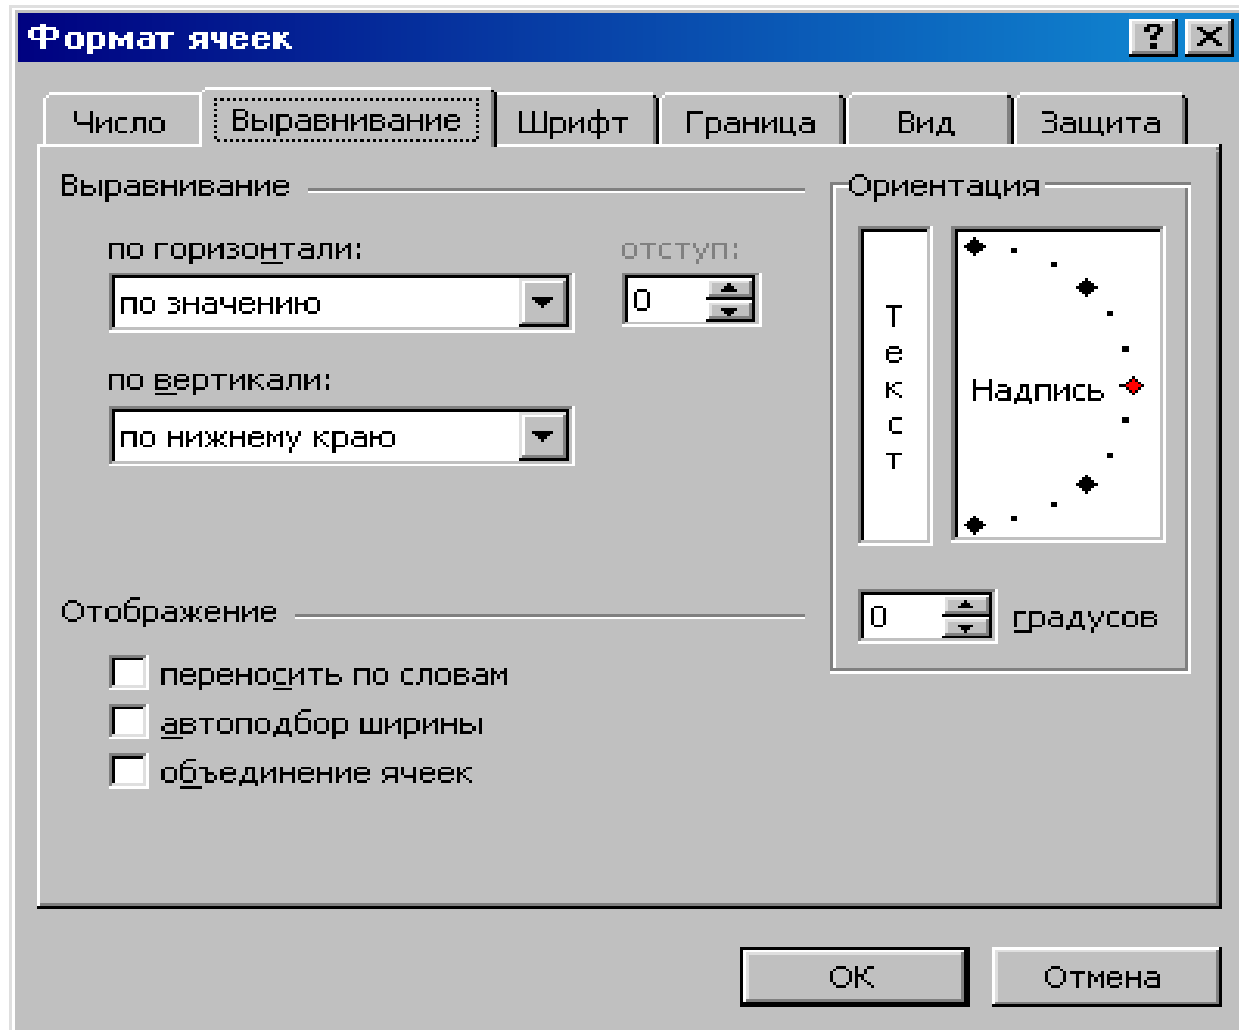 Формат ячеек
Число Выравнивание Шрифт Граница Вид Защита
Выравнивание
по горизонтали: отступ:
по значению 0
по вертикали:
по нижнему краю
Ориентация
Текст
Надпись
0 градусов
Отображение
переносить по словам
автоподбор ширины
объединение ячеек
ОК Отмена